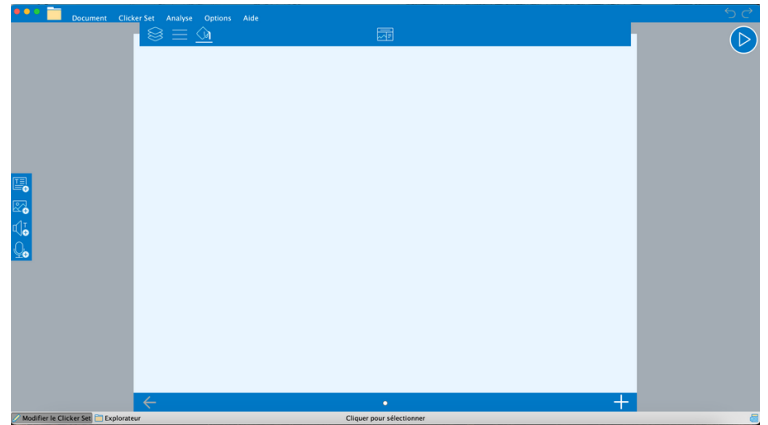 Document Clicker Set Analyse Options Aide
Modifier le Clicker Set Explorateur Cliquer pour sélectionner